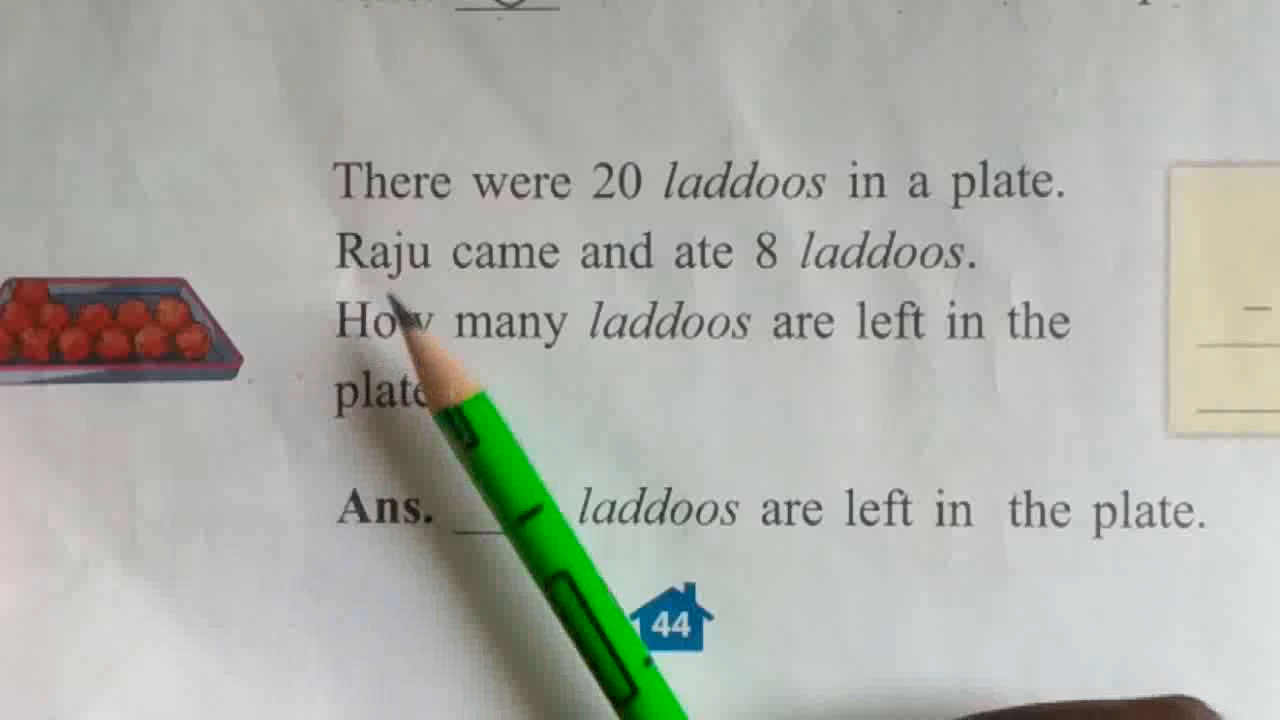 There were 20 laddoos in a plate.
Raju came and ate 8 laddoos.
How many laddoos are left in the
plate
Ans. ____ laddoos are left in the plate.
44